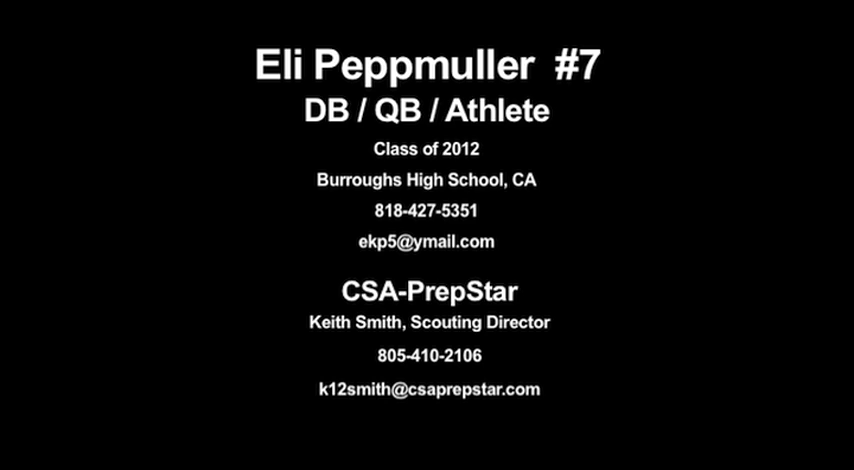 Eli Peppmuller #7
DB / QB / Athlete
Class of 2012
Burroughs High School, CA
818-427-5351
ekp5@ymail.com
CSA-PrepStar
Keith Smith, Scouting Director
805-410-2106
k12smith@csaprepstar.com